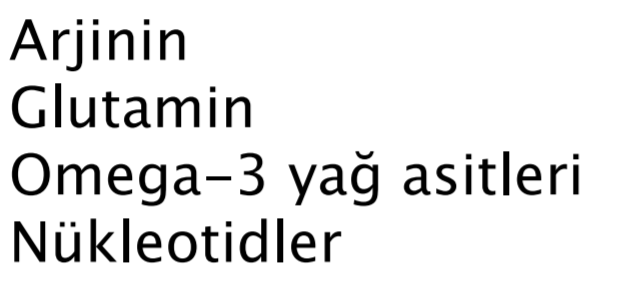 Arjinin
Glutamin
Omega-3 yağ asitleri
Nükleotidler